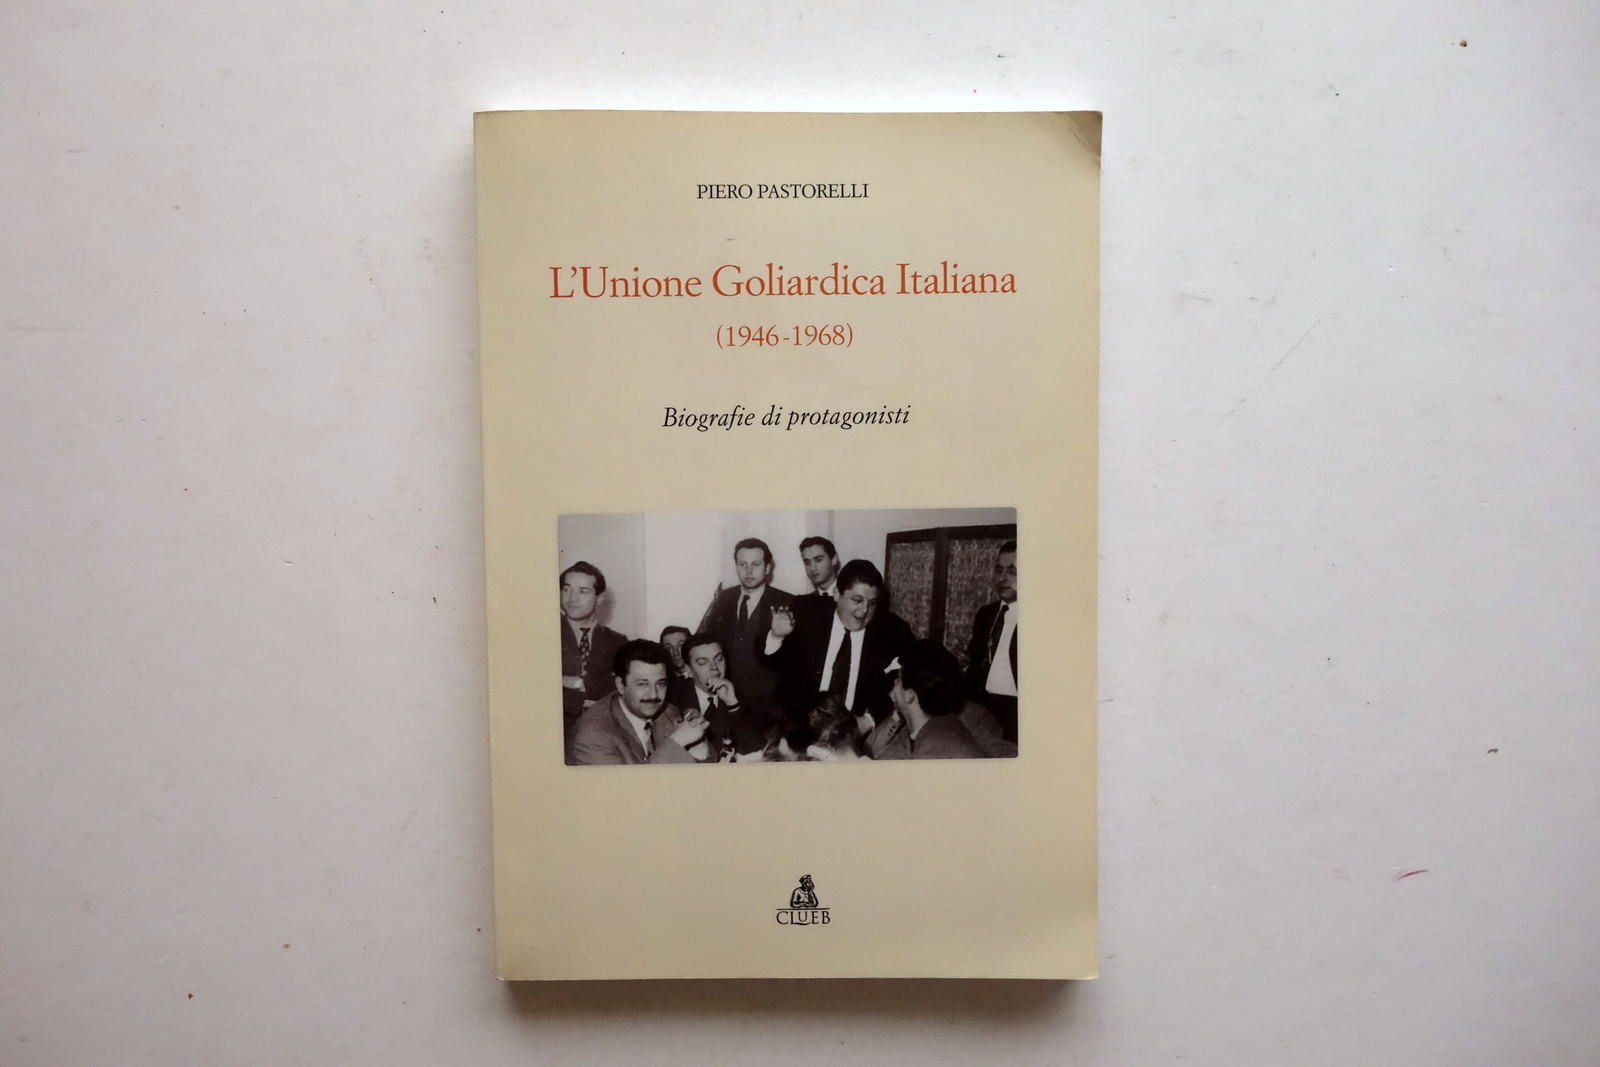 PIERO PASTORELLI
L'Unione Goliardica Italiana
(1946-1968)
Biografie di protagonisti
CLUEB